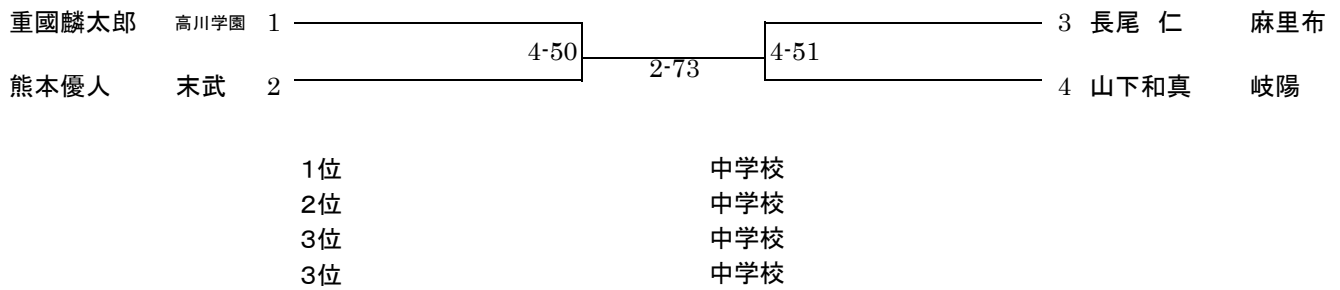 重國麟太郎 高川学園 1
熊本優人 末武 2
4-50
2-73
4-51
3 長尾 仁 麻里布
4 山下和真 岐陽
1位 中学校
2位 中学校
3位 中学校
3位 中学校